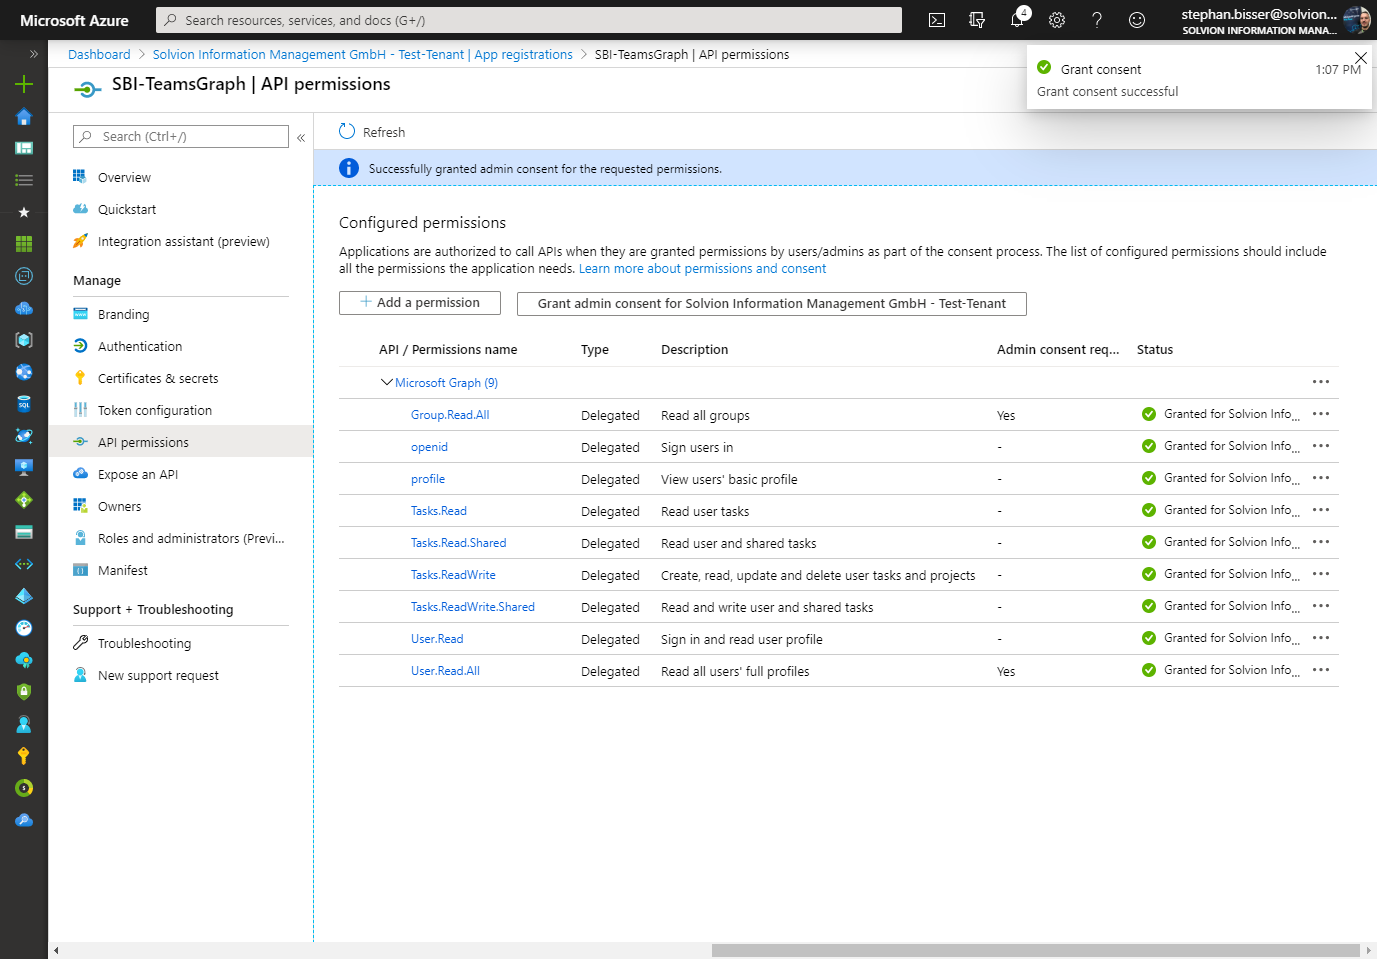 Microsoft Azure
Search resources, services, and docs (G+/)
4
stephan.bisser@solvion...
SOLVION INFORMATION MANA...
Dashboard > Solvion Information Management GmbH - Test-Tenant | App registrations > SBI-TeamsGraph | API permissions
SBI-TeamsGraph | API permissions
Grant consent
1:07 PM
Grant consent successful
Search (Ctrl+/)
Overview
Quickstart
Integration assistant (preview)
Manage
Branding
Authentication
Certificates & secrets
Token configuration
API permissions
Expose an API
Owners
Roles and administrators (Previ...
Manifest
Support + Troubleshooting
Troubleshooting
New support request
Refresh
Successfully granted admin consent for the requested permissions.
Configured permissions
Applications are authorized to call APIs when they are granted permissions by users/admins as part of the consent process. The list of configured permissions should include
all the permissions the application needs. Learn more about permissions and consent
Add a permission
Grant admin consent for Solvion Information Management GmbH - Test-Tenant
API / Permissions name Type Description Admin consent req... Status
Microsoft Graph (9)
Group.Read.All Delegated Read all groups Yes Granted for Solvion Info...
openid Delegated Sign users in - Granted for Solvion Info...
profile Delegated View users' basic profile - Granted for Solvion Info...
Tasks.Read Delegated Read user tasks - Granted for Solvion Info...
Tasks.Read.Shared Delegated Read user and shared tasks - Granted for Solvion Info...
Tasks.ReadWrite Delegated Create, read, update and delete user tasks and projects - Granted for Solvion Info...
Tasks.ReadWrite.Shared Delegated Read and write user and shared tasks - Granted for Solvion Info...
User.Read Delegated Sign in and read user profile - Granted for Solvion Info...
User.Read.All Delegated Read all users' full profiles Yes Granted for Solvion Info...